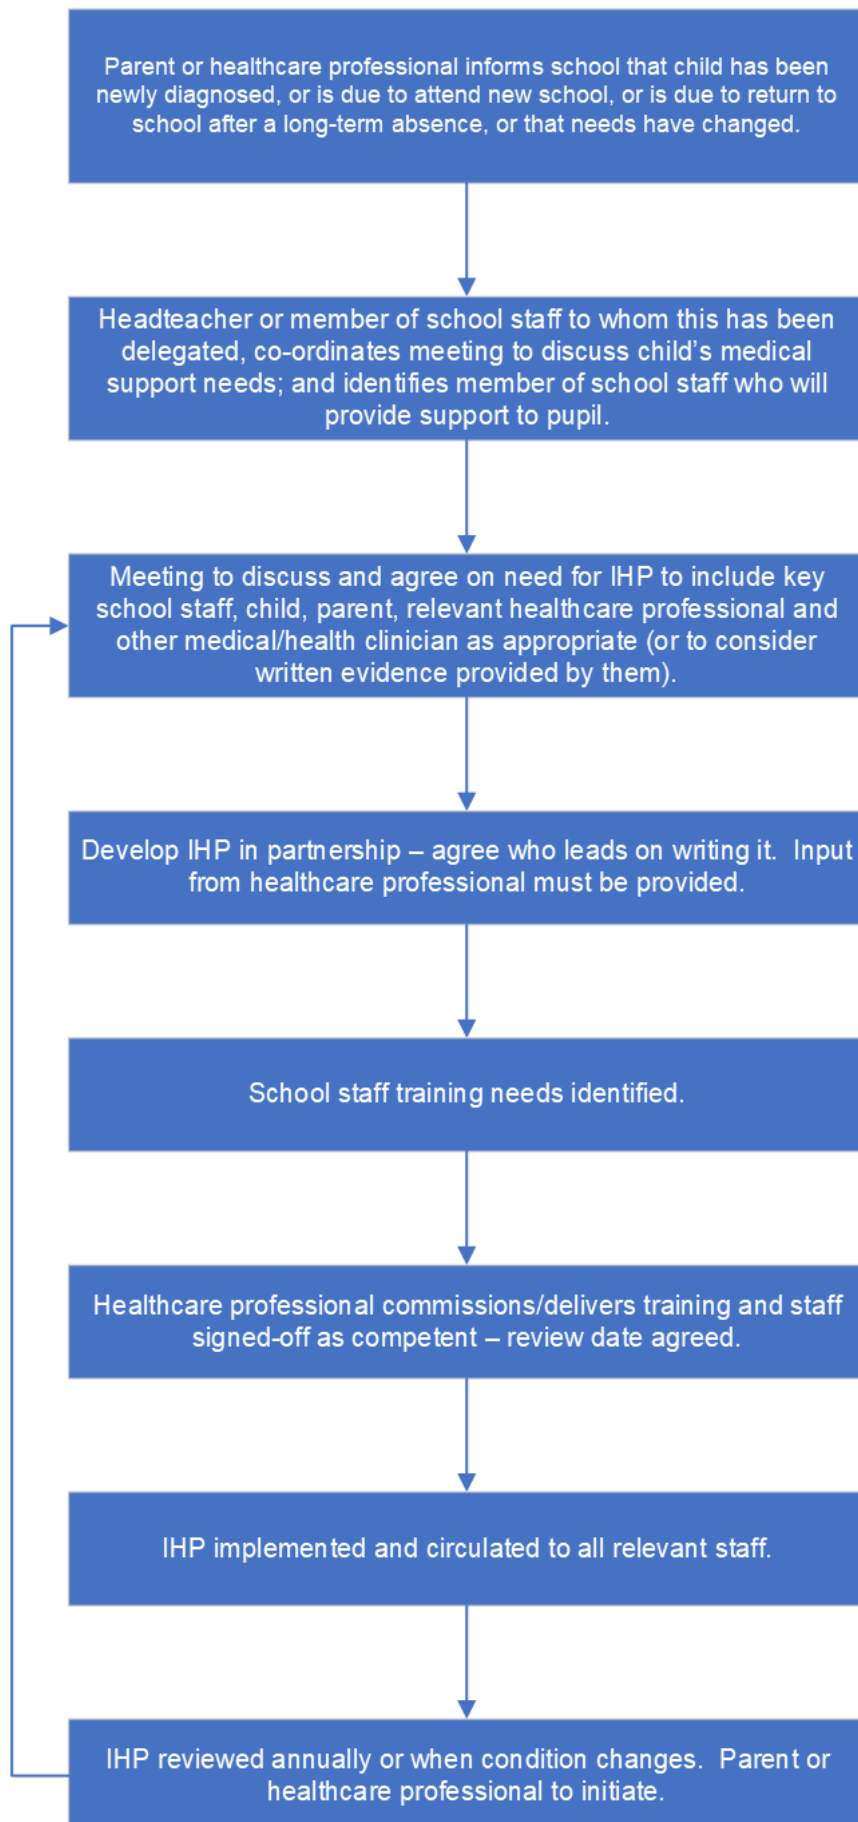 Parent or healthcare professional informs school that child has been
newly diagnosed, or is due to attend new school, or is due to return to
school after a long-term absence, or that needs have changed.
Headteacher or member of school staff to whom this has been
delegated, co-ordinates meeting to discuss child’s medical
support needs; and identifies member of school staff who will
provide support to pupil.
Meeting to discuss and agree on need for IHP to include key
school staff, child, parent, relevant healthcare professional and
other medical/health clinician as appropriate (or to consider
written evidence provided by them).
Develop IHP in partnership – agree who leads on writing it.  Input
from healthcare professional must be provided.
School staff training needs identified.
Healthcare professional commissions/delivers training and staff
signed-off as competent – review date agreed.
IHP implemented and circulated to all relevant staff.
IHP reviewed annually or when condition changes.  Parent or
healthcare professional to initiate.